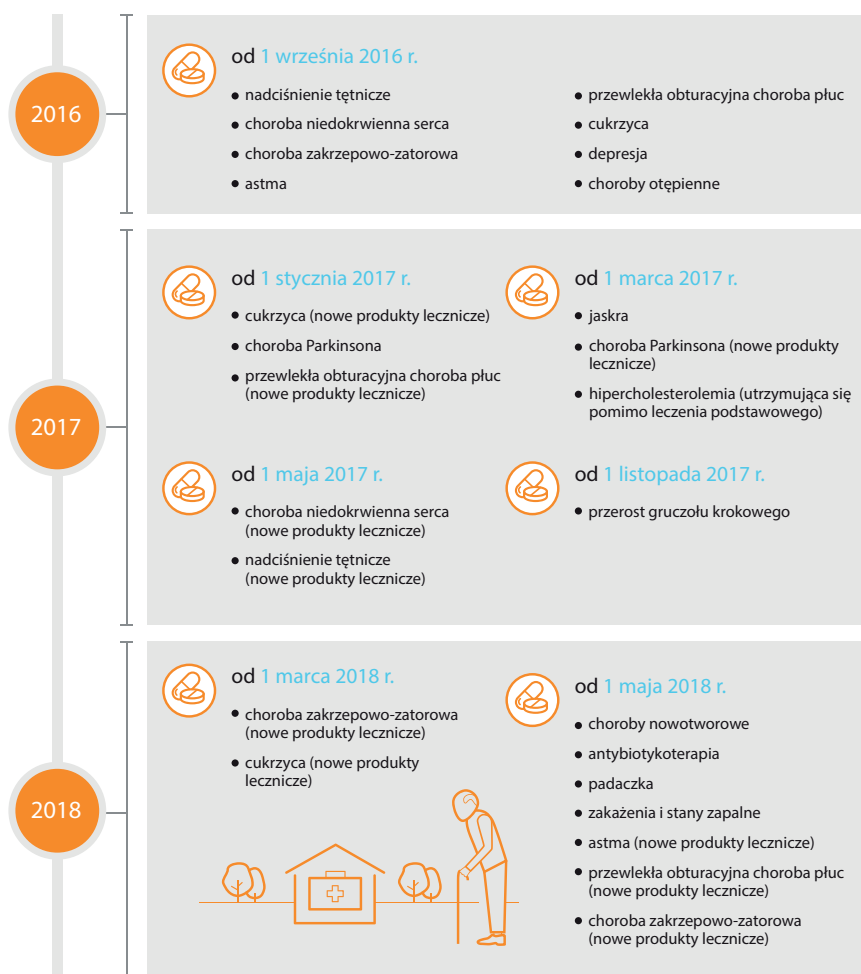 2016
od 1 września 2016 r.
• nadciśnienie tętnicze
• choroba niedokrwienna serca
• choroba zakrzepowo-zatorowa
• astma
• przewlekła obturacyjna choroba płuc
• cukrzyca
• depresja
• choroby otępienne
2017
od 1 stycznia 2017 r.
• cukrzyca (nowe produkty lecznicze)
• choroba Parkinsona
• przewlekła obturacyjna choroba płuc
(nowe produkty lecznicze)
od 1 marca 2017 r.
• jaskra
• choroba Parkinsona (nowe produkty
lecznicze)
• hipercholesterolemia (utrzymująca się
pomimo leczenia podstawowego)
od 1 maja 2017 r.
• choroba niedokrwienna serca
(nowe produkty lecznicze)
• nadciśnienie tętnicze
(nowe produkty lecznicze)
od 1 listopada 2017 r.
• przerost gruczołu krokowego
2018
od 1 marca 2018 r.
• choroba zakrzepowo-zatorowa
(nowe produkty lecznicze)
• cukrzyca (nowe produkty
lecznicze)
od 1 maja 2018 r.
• choroby nowotworowe
• antybiotykoterapia
• padaczka
• zakażenia i stany zapalne
• astma (nowe produkty lecznicze)
• przewlekła obturacyjna choroba płuc
(nowe produkty lecznicze)
• choroba zakrzepowo-zatorowa
(nowe produkty lecznicze)